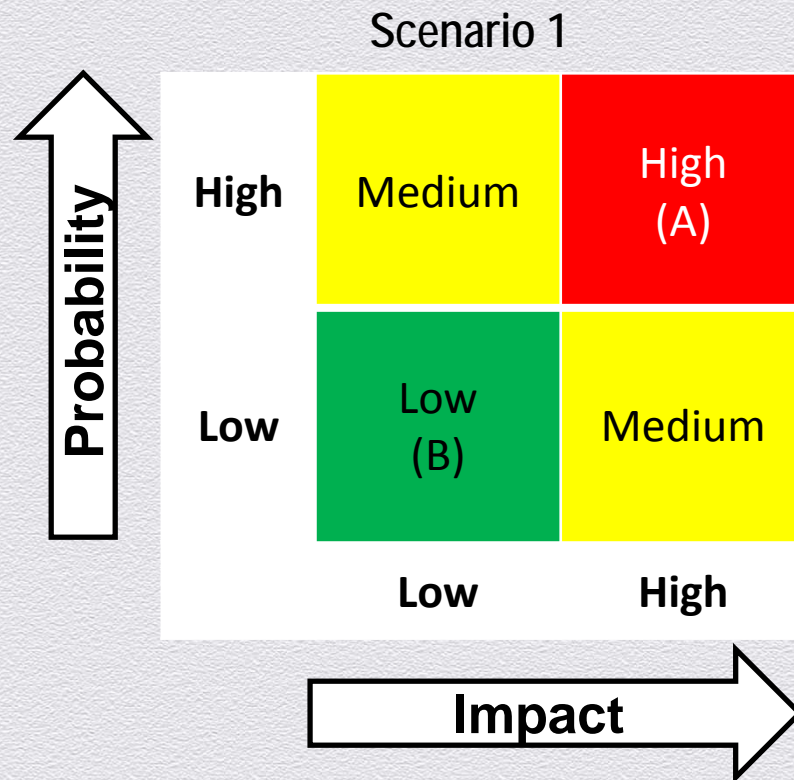 Scenario 1
Probability
High
Medium
High
(A)
Low
Low
(B)
Medium
Low
High
Impact